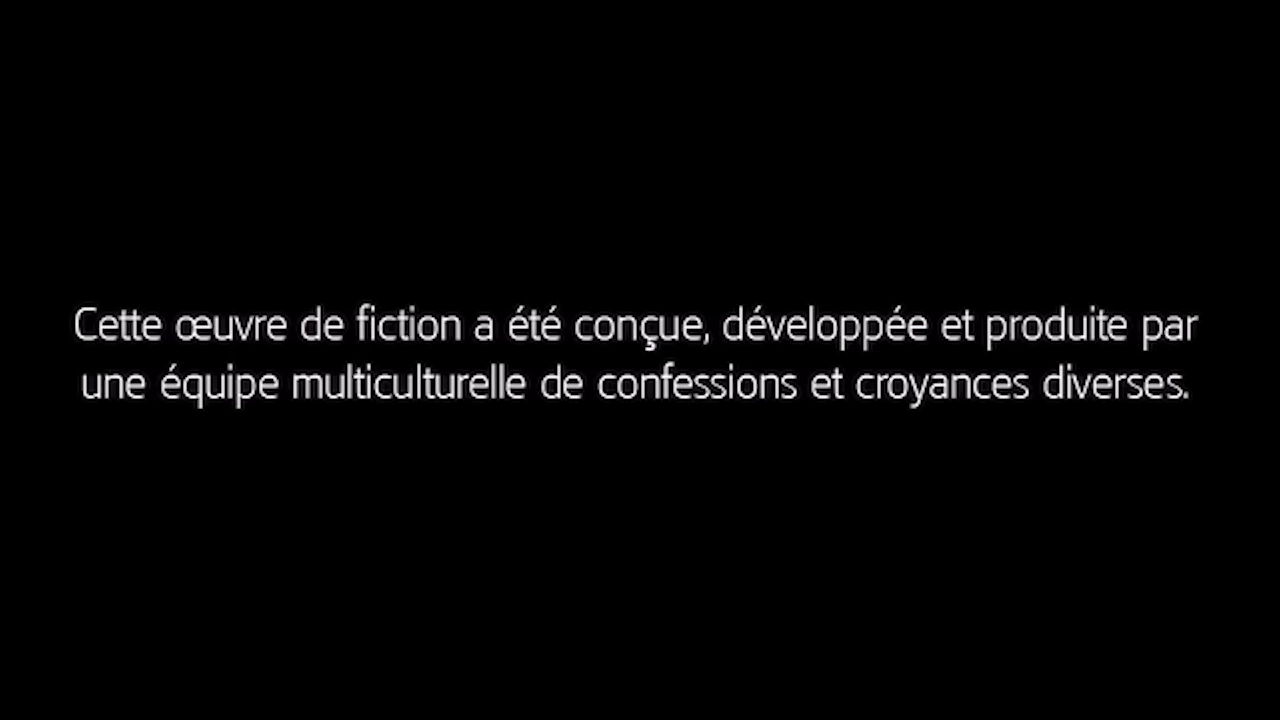 Cette œuvre de fiction a été conçue, développée et produite par
une équipe multiculturelle de confessions et croyances diverses.